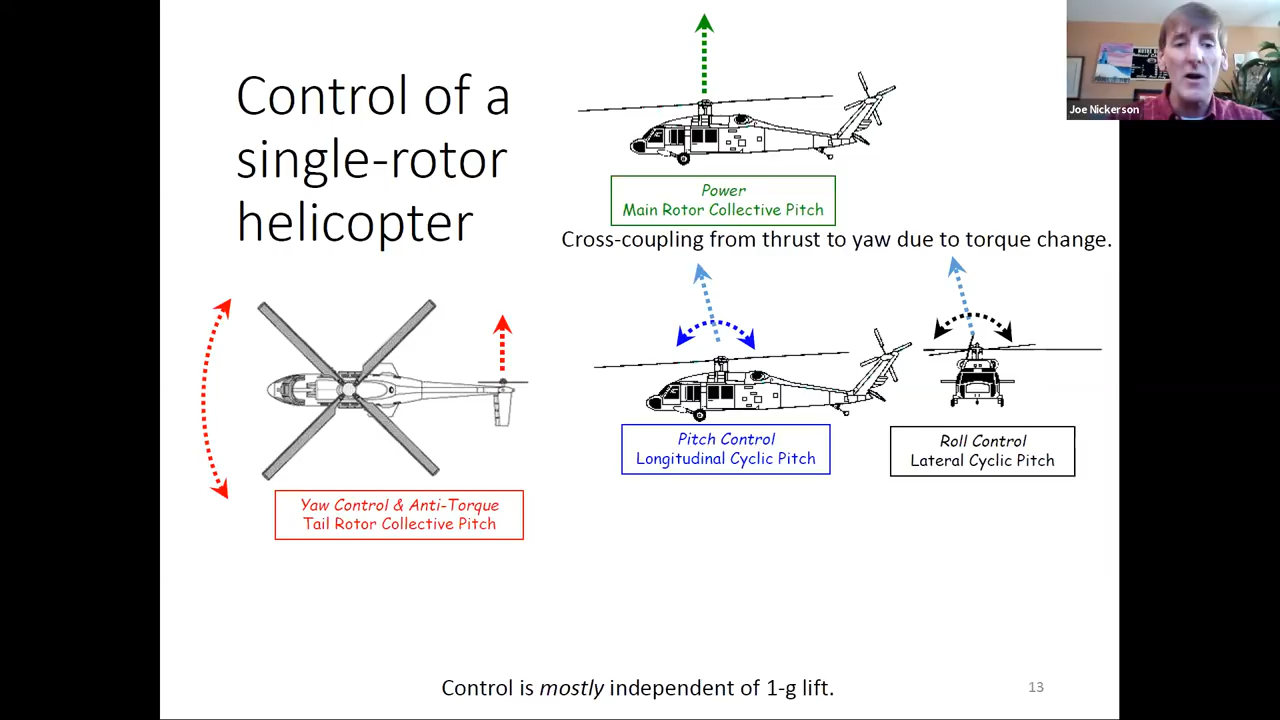 Control of a
single-rotor
helicopter
Power
Main Rotor Collective Pitch
Cross-coupling from thrust to yaw due to torque change.
Yaw Control & Anti-Torque
Tail Rotor Collective Pitch
Pitch Control
Longitudinal Cyclic Pitch
Roll Control
Lateral Cyclic Pitch
Control is mostly independent of 1-g lift.
13
Joe Nickerson